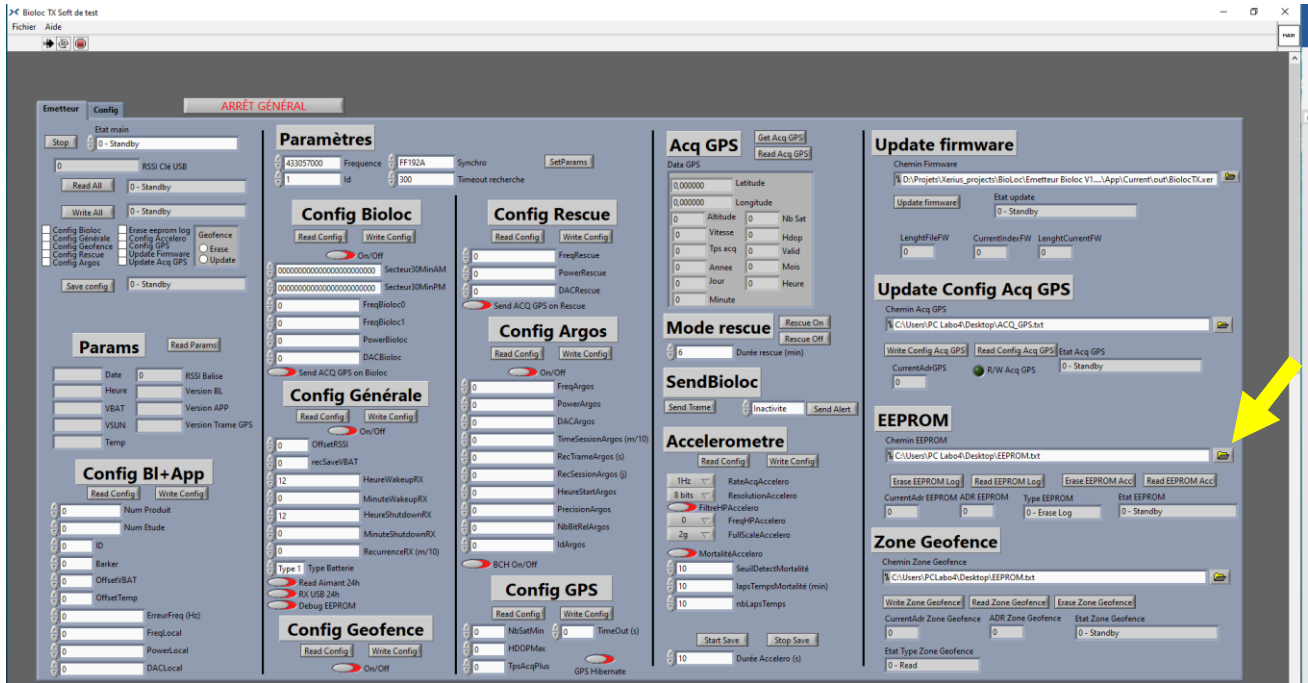 Bioloc TX Soft de test
Fichier Aide
MAIN
Emetteur Config
ARRÊT GÉNÉRAL
Etat main
Stop 0 - Standby
0 RSSI Clé USB
Read All 0 - Standby
Write All 0 - Standby
Config Bioloc
Config Générale
Config Geofence
Config Rescue
Config Argos
Erase eeprom log
Config Accelero
Config GPS
Update Firmware
Update Acq GPS
Geofence
Erase
Update
Save config 0 - Standby
Params Read Params
Date 0 RSSI Balise
Heure Version BL
VBAT Version APP
VSUN Version Trame GPS
Temp
Config Bl+App
Read Config Write Config
0 Num Produit
0 Num Etude
0 ID
0 Barker
0 OffsetVBAT
0 OffsetTemp
0 ErreurFreq (Hz)
0 FreqLocal
0 PowerLocal
0 DACLocal
Paramètres
433057000 Frequence FF192A Synchro SetParams
1 Id 300 Timeout recherche
Config Bioloc
Read Config Write Config
On/Off
Secteur30MinAM
Secteur30MinPM
0 FreqBioloc0
0 FreqBioloc1
0 PowerBioloc
0 DACBioloc
Send ACQ GPS on Bioloc
Config Générale
Read Config Write Config
On/Off
0 OffsetRSSI
0 recSaveVBAT
12 HeureWakeupRX
0 MinuteWakeupRX
12 HeureShutdownRX
0 MinuteShutdownRX
0 RecurrenceRX (m/10)
Type 1 Type Batterie
Read Aimant 24h
RX USB 24h
Debug EEPROM
Config Geofence
Read Config Write Config
On/Off
Config Rescue
Read Config Write Config
0 FreqRescue
0 PowerRescue
0 DACRescue
Send ACQ GPS on Rescue
Config Argos
Read Config Write Config
On/Off
0 FreqArgos
0 PowerArgos
0 DACArgos
0 TimeSessionArgos (m/10)
0 RecTrameArgos (s)
0 RecSessionArgos (j)
0 HeureStartArgos
0 PrecisionArgos
0 NbBitRelArgos
0 IdArgos
BCH On/Off
Config GPS
Read Config Write Config
0 NbSatMin 0 TimeOut (s)
0 HDOPMax
0 TpsAcqPlus GPS Hibernate
Acq GPS Get Acq GPS
Read Acq GPS
Data GPS
0,000000 Latitude
0,000000 Longitude
0 Altitude 0 Nb Sat
0 Vitesse 0 Hdop
0 Tps acq 0 Valid
0 Annee 0 Mois
0 Jour 0 Heure
0 Minute
Mode rescue Rescue On
Rescue Off
6 Durée rescue (min)
SendBioloc
Send Trame Inactivite Send Alert
Accelerometre
Read Config Write Config
1Hz RateAcqAccelero
8 bits ResolutionAccelero
FiltreHPAccelero
0 FreqHPAccelero
2g FullScaleAccelero
MortalitéAccelero
10 SeuilDetectMortalité
10 lapsTempsMortalité (min)
10 nbLapsTemps
Start Save Stop Save
10 Durée Accelero (s)
Update firmware
Chemin Firmware
D:\Projets\Xerius_projects\BioLoc\Emetteur Bioloc V1....\App\Current\out\BiolocTX.xer
Update firmware Etat update
0 - Standby
LenghtFileFW CurrentIndexFW LenghtCurrentFW
0 0 0
Update Config Acq GPS
Chemin Acq GPS
C:\Users\PC Labo4\Desktop\ACQ_GPS.txt
Write Config Acq GPS Read Config Acq GPS Etat Acq GPS
CurrentAdrGPS R/W Acq GPS 0 - Standby
0
EEPROM
Chemin EEPROM
C:\Users\PC Labo4\Desktop\EEPROM.txt
Erase EEPROM Log Read EEPROM Log Erase EEPROM Acc Read EEPROM Acc
CurrentAdr EEPROM ADR EEPROM Type EEPROM Etat EEPROM
0 0 0 - Erase Log 0 - Standby
Zone Geofence
Chemin Zone Geofence
C:\Users\PCLabo4\Desktop\EEPROM.txt
Write Zone Geofence Read Zone Geofence Erase Zone Geofence
CurrentAdr Zone Geofence ADR Zone Geofence Etat Zone Geofence
0 0 0 - Standby
Etat Type Zone Geofence
0 - Read